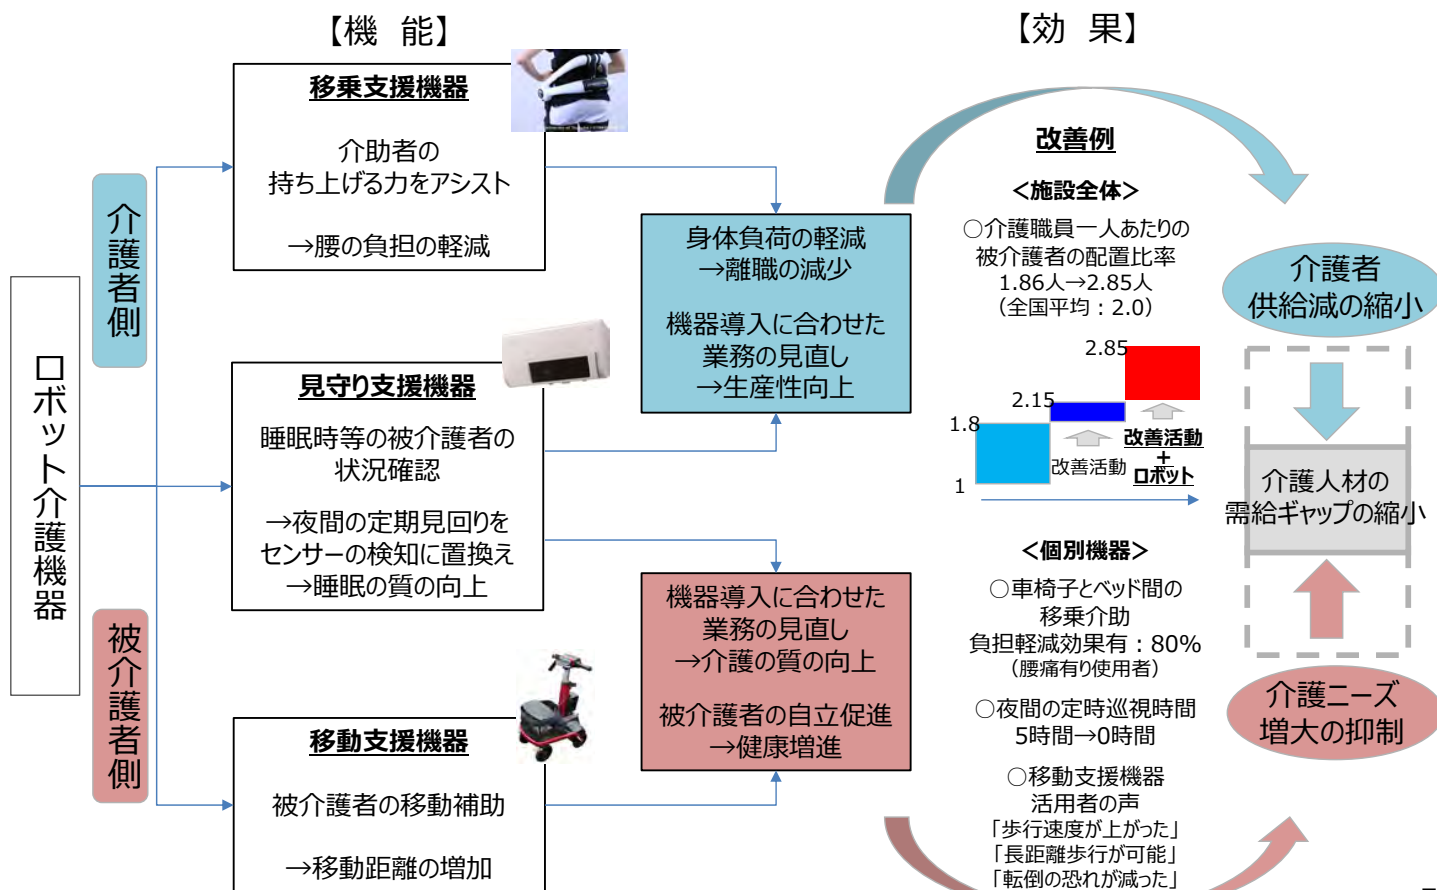 【機　能】
【効　果】
ロボット介護機器
介護者側
被介護者側
移乗支援機器
介助者の
持ち上げる力をアシスト
→腰の負担の軽減
見守り支援機器
睡眠時等の被介護者の
状況確認
→夜間の定期見回りを
センサーの検知に置換え
→睡眠の質の向上
移動支援機器
被介護者の移動補助
→移動距離の増加
身体負荷の軽減
→離職の減少
機器導入に合わせた
業務の見直し
→生産性向上
機器導入に合わせた
業務の見直し
→介護の質の向上
被介護者の自立促進
→健康増進
改善例
＜施設全体＞
○介護職員一人あたりの
被介護者の配置比率
1.86人→2.85人
（全国平均：2.0）
2.85
2.15
1.8
1
改善活動
改善活動
+
ロボット
＜個別機器＞
○車椅子とベッド間の
移乗介助
負担軽減効果有：80%
（腰痛有り使用者）
○夜間の定時巡視時間
5時間→0時間
○移動支援機器
活用者の声
「歩行速度が上がった」
「長距離歩行が可能」
「転倒の恐れが減った」
介護者
供給減の縮小
介護人材の
需給ギャップの縮小
介護ニーズ
増大の抑制